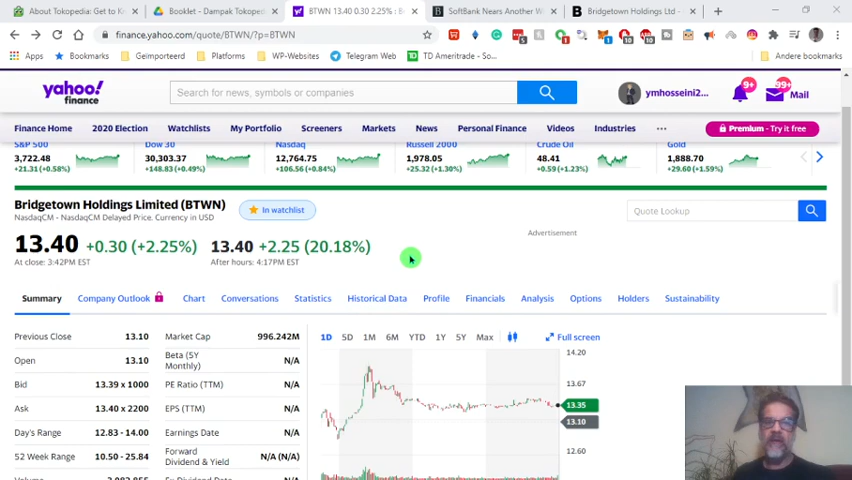 About Tokopedia: Get to K
Booklet - Dampak Tokoped
BTWN 13.40 0.30 2.25% : B
SoftBank Nears Another W
Bridgetown Holdings Ltd -
finance.yahoo.com/quote/BTWN/?p=BTWN
Apps
Bookmarks
Geimporteerd
Platforms
WP-Websites
Telegram Web
TD Ameritrade - Po
Andere bookmarks
yahoo!
finance
Search for news, symbols or companies
ymhosseini2...
9+
99+
Mail
Finance Home
2020 Election
Watchlists
My Portfolio
Screeners
Markets
News
Personal Finance
Videos
Industries
Premium - Try it free
S&P 500
Dow 30
Nasdaq
Russell 2000
Crude Oil
Gold
3,722.48
30,303.37
12,764.75
1,978.05
48.41
1,888.70
+21.31 (+0.58%)
+148.83 (+0.49%)
+106.56 (+0.84%)
+25.32 (+1.30%)
+0.59 (+1.23%)
+29.60 (+1.59%)
Bridgetown Holdings Limited (BTWN)
In watchlist
NasdaqCM - NasdaqCM Delayed Price. Currency in USD
Quote Lookup
Advertisement
13.40 +0.30 (+2.25%)
13.40 +2.25 (20.18%)
At close: 3:42PM EST
After hours: 4:17PM EST
Summary
Company Outlook
Chart
Conversations
Statistics
Historical Data
Profile
Financials
Analysis
Options
Holders
Sustainability
Previous Close 13.10
Open 13.10
Bid 13.39 x 1000
Ask 13.40 x 2200
Day's Range 12.83 - 14.00
52 Week Range 10.50 - 25.84
Market Cap 996.242M
Beta (5Y Monthly) N/A
PE Ratio (TTM) N/A
EPS (TTM) N/A
Earnings Date N/A
Forward Dividend & Yield N/A (N/A)
1D 5D 1M 6M YTD 1Y 5Y Max
Full screen
14.20
13.67
13.35
13.10
12.60